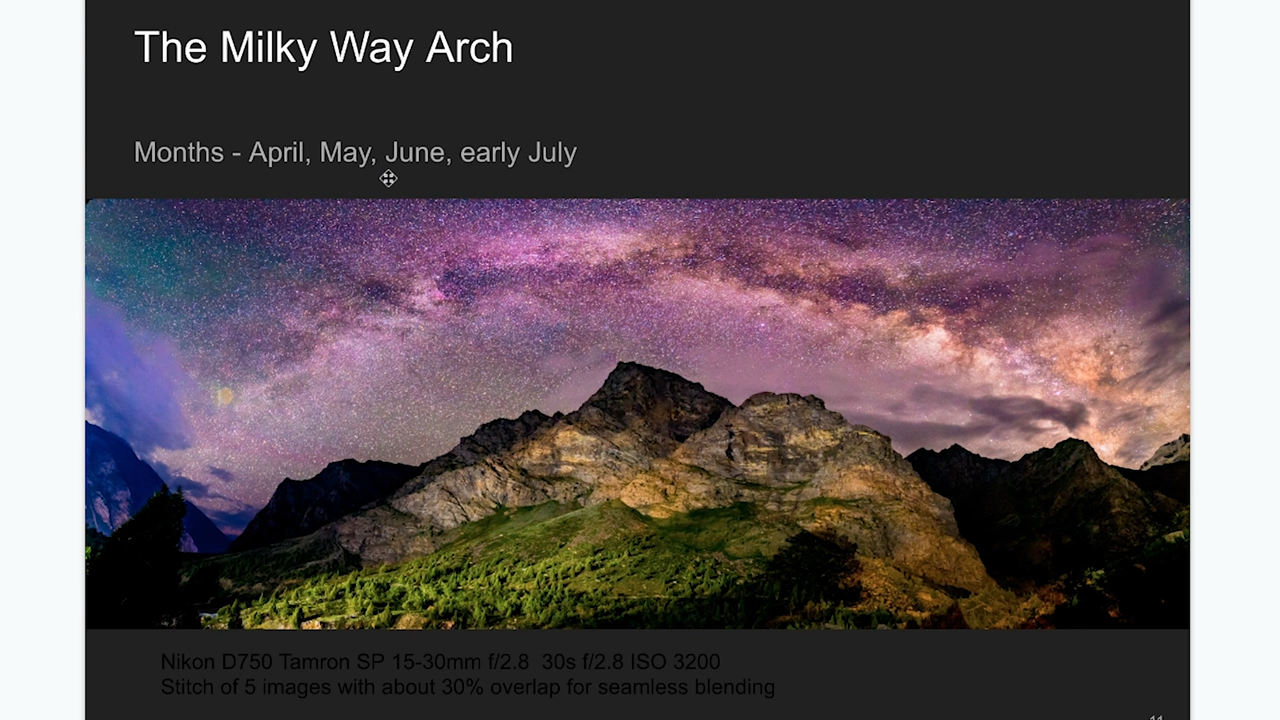 The Milky Way Arch
Months - April, May, June, early July
Nikon D750 Tamron SP 15-30mm f/2.8 30s f/2.8 ISO 3200
Stitch of 5 images with about 30% overlap for seamless blending